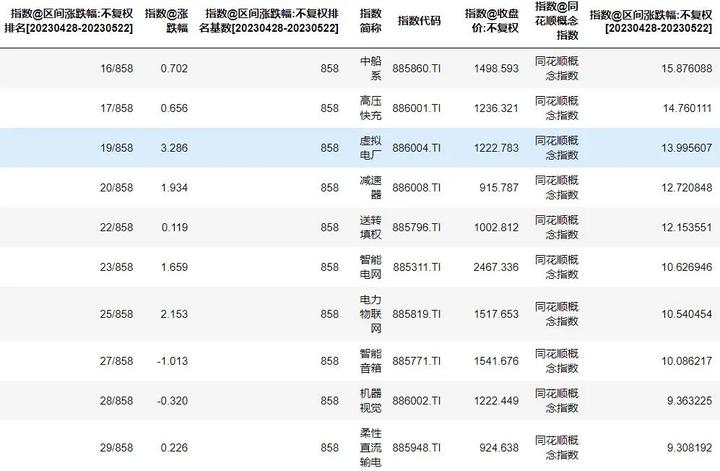 指数@区间涨跌幅:不复权排名[20230428-20230522] 指数@涨跌幅 指数@区间涨跌幅:不复权排名基数[20230428-20230522] 指数简称 指数代码 指数@收盘价:不复权 指数@同花顺概念指数 指数@区间涨跌幅:不复权[20230428-20230522]
16/858 0.702 858 中船系 885860.TI 1498.593 同花顺概念指数 15.876088
17/858 0.656 858 高压快充 886001.TI 1236.321 同花顺概念指数 14.760111
19/858 3.286 858 虚拟电厂 886004.TI 1222.783 同花顺概念指数 13.995607
20/858 1.934 858 减速器 886008.TI 915.787 同花顺概念指数 12.720848
22/858 0.119 858 送转填权 885796.TI 1002.812 同花顺概念指数 12.153551
23/858 1.659 858 智能电网 885311.TI 2467.336 同花顺概念指数 10.626946
25/858 2.153 858 电力物联网 885819.TI 1517.653 同花顺概念指数 10.540454
27/858 -1.013 858 智能音箱 885771.TI 1541.676 同花顺概念指数 10.086217
28/858 -0.320 858 机器视觉 886002.TI 1222.449 同花顺概念指数 9.363225
29/858 0.226 858 柔性直流输电 885948.TI 924.638 同花顺概念指数 9.308192